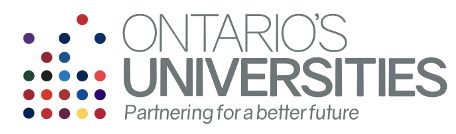 ONTARIO'S
UNIVERSITIES
Partnering for a better future